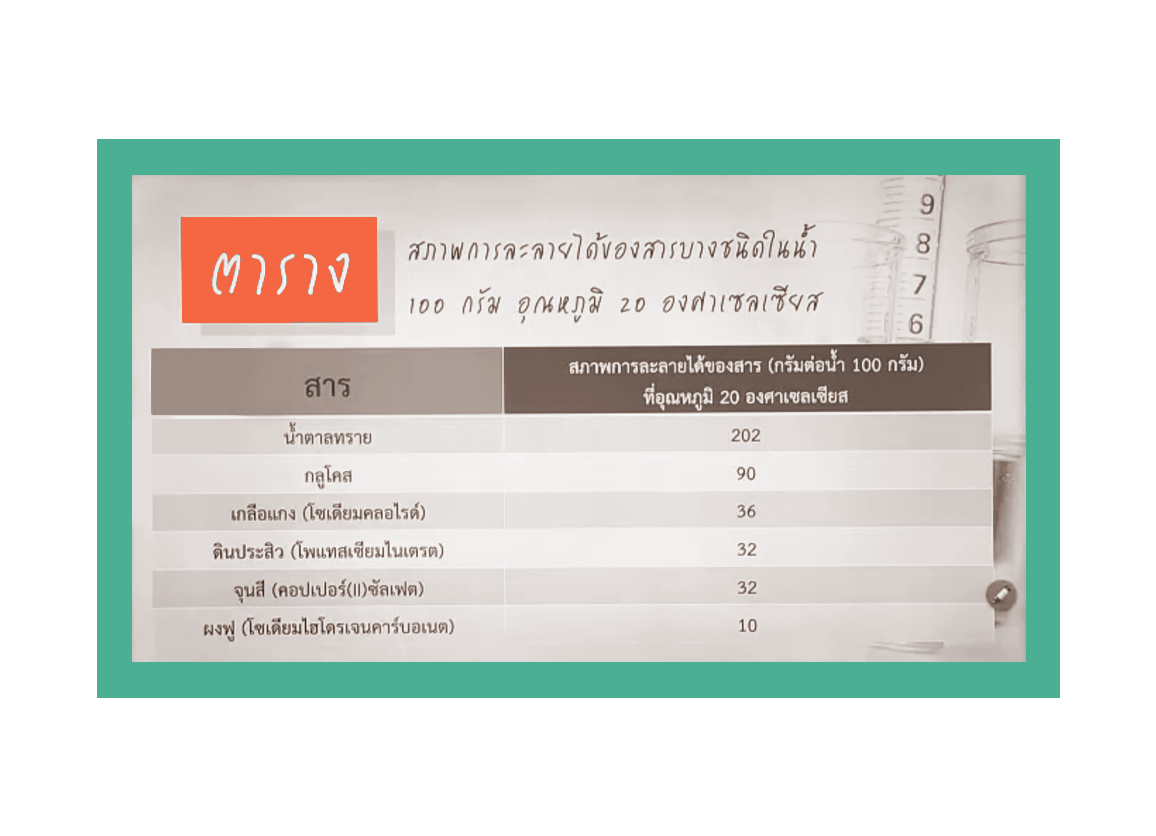 ตาราง
สภาพการละลายได้ของสารบางชนิดในน้ำ
100 กรัม อุณหภูมิ 20 องศาเซลเซียส
9
8
7
6
สาร
สภาพการละลายได้ของสาร (กรัมต่อน้ำ 100 กรัม)
ที่อุณหภูมิ 20 องศาเซลเซียส
น้ำตาลทราย 202
กลูโคส 90
เกลือแกง (โซเดียมคลอไรด์) 36
ดินประสิว (โพแทสเซียมไนเตรต) 32
จุนสี (คอปเปอร์(II)ซัลเฟต) 32
ผงฟู (โซเดียมไฮโดรเจนคาร์บอเนต) 10